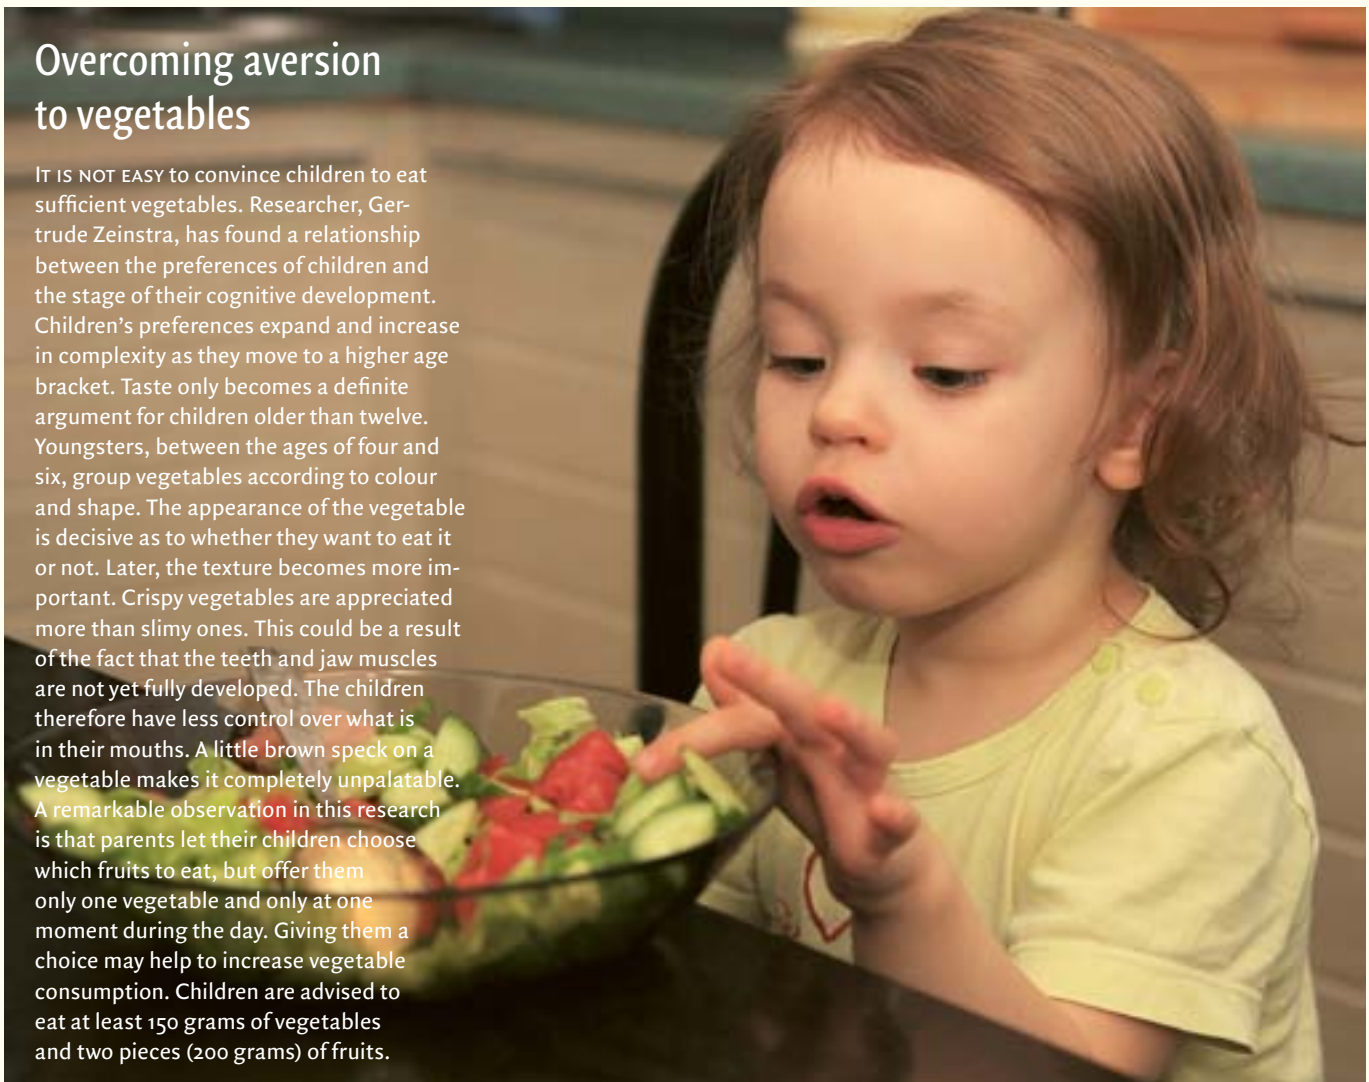 Overcoming aversion
to vegetables
IT IS NOT EASY to convince children to eat
sufficient vegetables. Researcher, Ger-
trude Zeinstra, has found a relationship
between the preferences of children and
the stage of their cognitive development.
Children’s preferences expand and increase
in complexity as they move to a higher age
bracket. Taste only becomes a definite
argument for children older than twelve.
Youngsters, between the ages of four and
six, group vegetables according to colour
and shape. The appearance of the vegetable
is decisive as to whether they want to eat it
or not. Later, the texture becomes more im-
portant. Crispy vegetables are appreciated
more than slimy ones. This could be a result
of the fact that the teeth and jaw muscles
are not yet fully developed. The children
therefore have less control over what is
in their mouths. A little brown speck on a
vegetable makes it completely unpalatable.
A remarkable observation in this research
is that parents let their children choose
which fruits to eat, but offer them
only one vegetable and only at one
moment during the day. Giving them a
choice may help to increase vegetable
consumption. Children are advised to
eat at least 150 grams of vegetables
and two pieces (200 grams) of fruits.